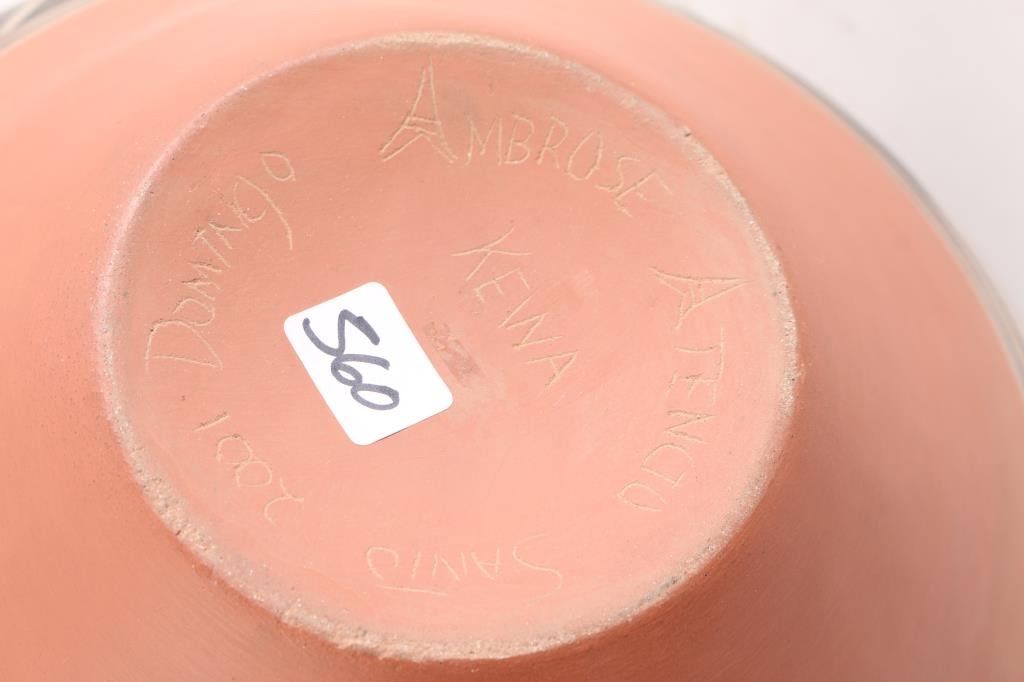 AMBROSE
ATENCIO
SANTO
DOMINGO
2001
KEWA
560